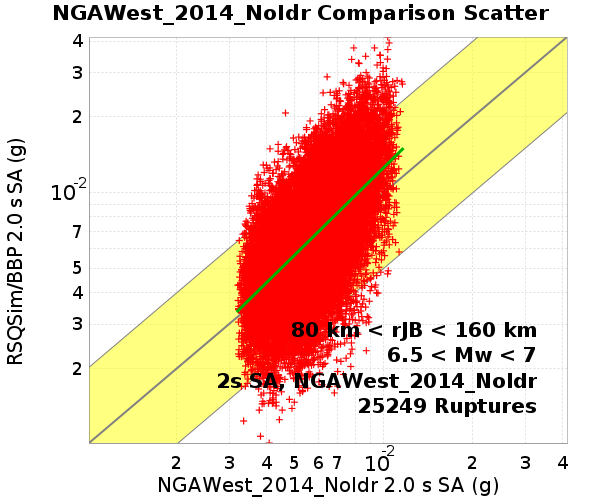 NGAWest_2014_NoIdr Comparison Scatter
4
3
2
10-2
7
5
4
3
2
RSQSim/BBP 2.0 s SA (g)
80 km < rJB < 160 km
6.5 < Mw < 7
2s SA, NGAWest_2014_NoIdr
25249 Ruptures
2 3 4 5 6 7 10-2 2 3 4
NGAWest_2014_NoIdr 2.0 s SA (g)